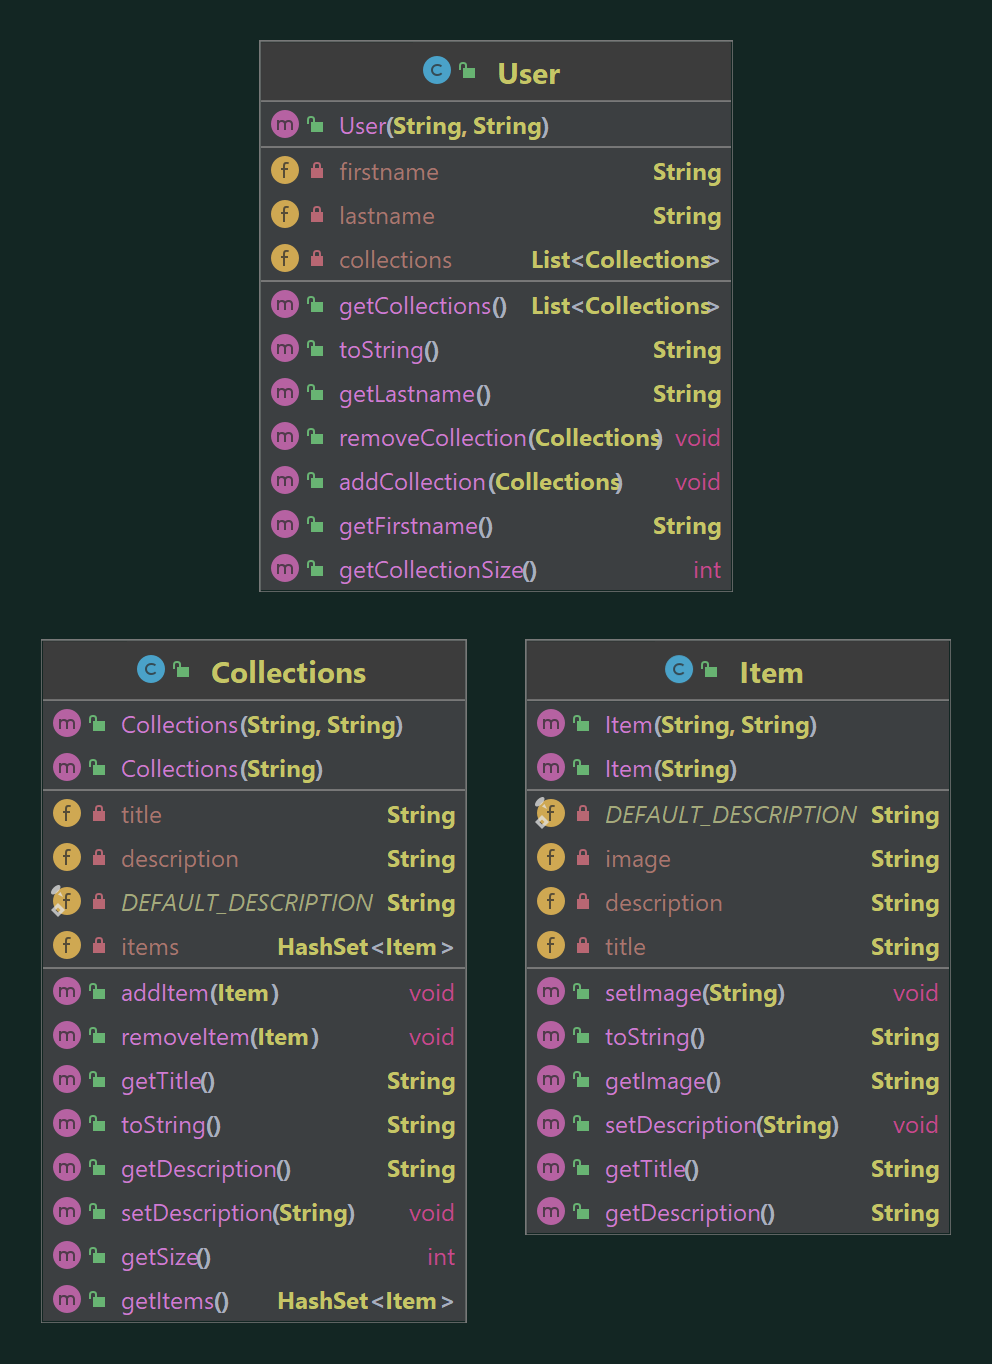 C User
m User(String, String)
f firstname String
f lastname String
f collections List<Collections>
m getCollections() List<Collections>
m toString() String
m getLastname() String
m removeCollection(Collections) void
m addCollection(Collections) void
m getFirstname() String
m getCollectionSize() int
C Collections
m Collections(String, String)
m Collections(String)
f title String
f description String
f DEFAULT_DESCRIPTION String
f items HashSet<Item>
m addItem(Item) void
m removeItem(Item) void
m getTitle() String
m toString() String
m getDescription() String
m setDescription(String) void
m getSize() int
m getItems() HashSet<Item>
C Item
m Item(String, String)
m Item(String)
f DEFAULT_DESCRIPTION String
f image String
f description String
f title String
m setImage(String) void
m toString() String
m getImage() String
m setDescription(String) void
m getTitle() String
m getDescription() String